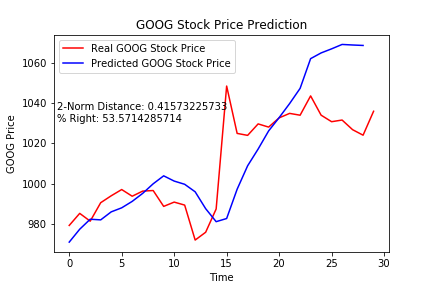 GOOG Stock Price Prediction
Real GOOG Stock Price
Predicted GOOG Stock Price
2-Norm Distance: 0.41573225733
% Right: 53.5714285714
GOOG Price
1060
1040
1020
1000
980
0 5 10 15 20 25 30
Time